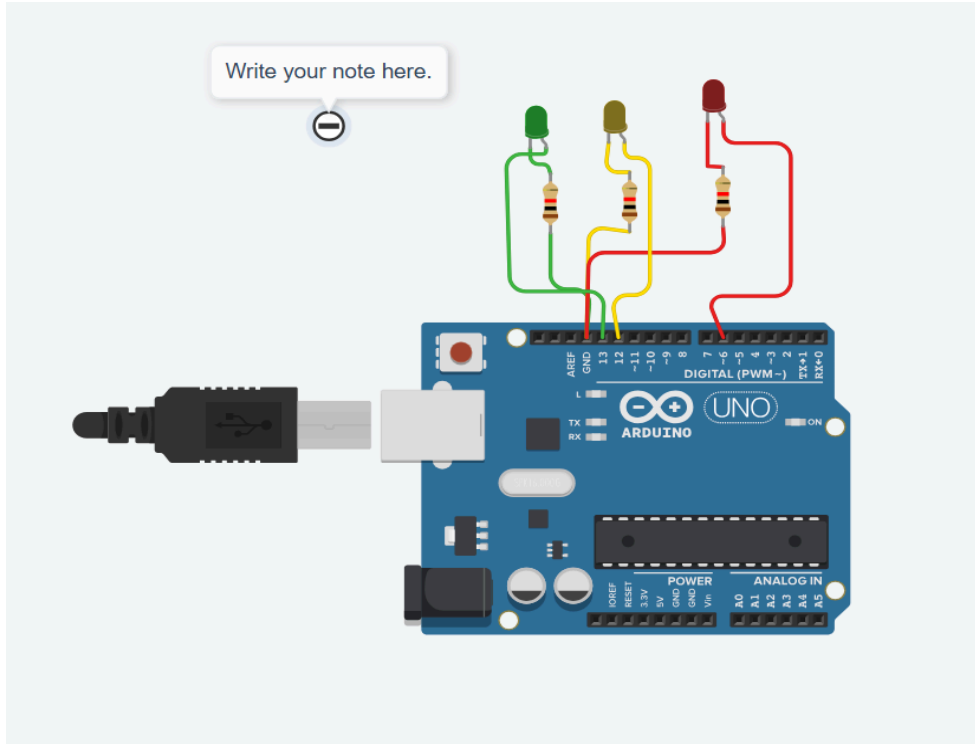 Write your note here.
AREF
GND
13
12
~11
~10
~9
8
7
~6
~5
4
~3
2
TX→1
RX←0
DIGITAL (PWM~)
L
TX
RX
ARDUINO
UNO
ON
POWER
ANALOG IN
IOREF
RESET
3.3V
5V
GND
GND
Vin
A0
A1
A2
A3
A4
A5